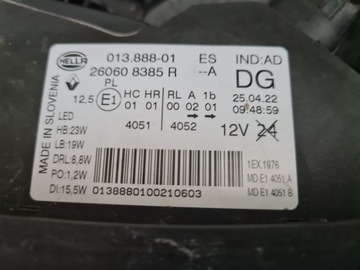 HELLA 013.888-01 ES IND:AD
26060 8385 R --A DG
PL
12,5 E1 HC HR RL A 1b 25.04.22
01 01 00 02 01 09:48:59
4051 4052 12V 24
MADE IN SLOVENIA
LED
HB:23W
LB:19W
DRL:8,8W 1EX.1976
PO:1,2W MD E1 4051 A
DI:15,5W 0138880100210603 MD E1 4051 B